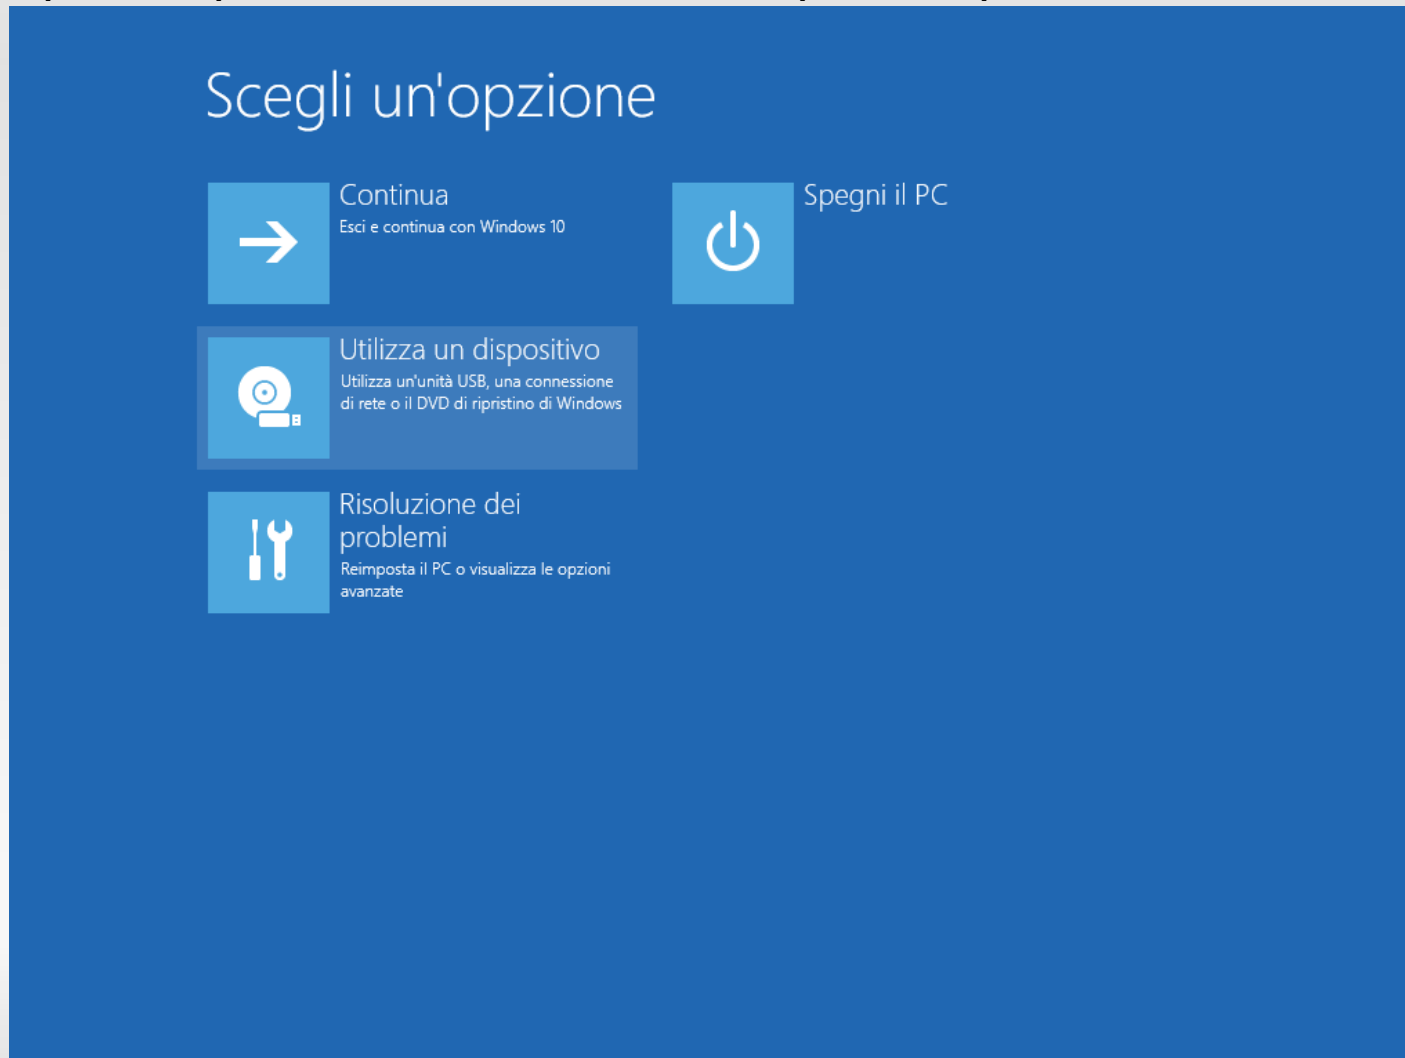 Scegli un'opzione
Continua
Esci e continua con Windows 10
Spegni il PC
Utilizza un dispositivo
Utilizza un'unità USB, una connessione
di rete o il DVD di ripristino di Windows
Risoluzione dei
problemi
Reimposta il PC o visualizza le opzioni
avanzate